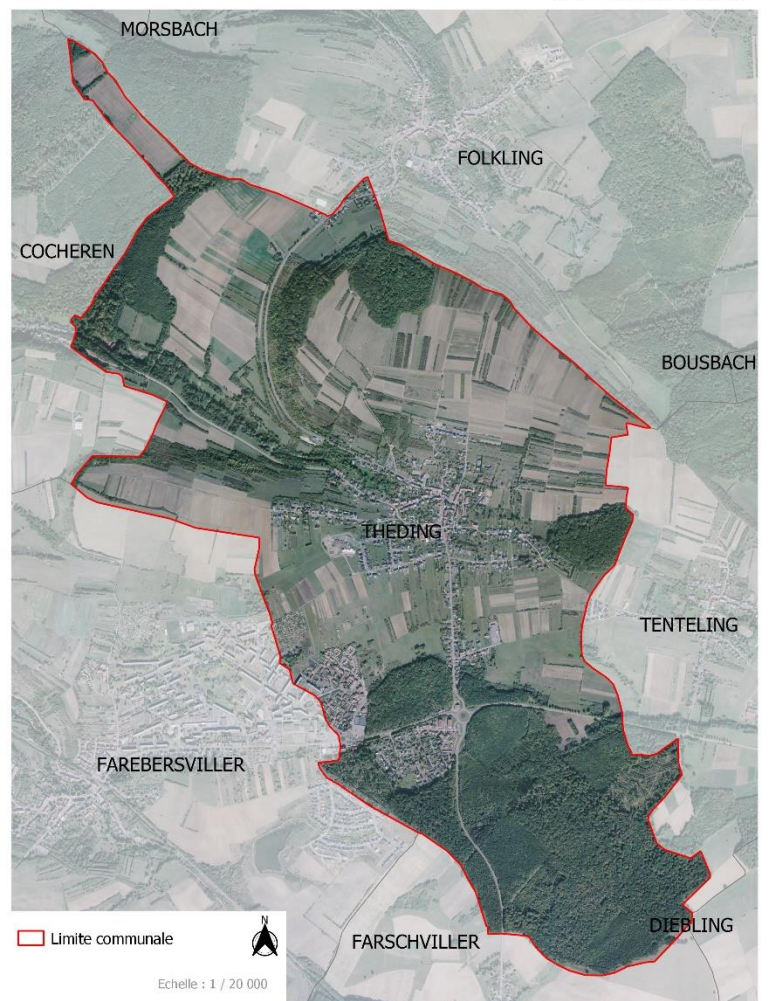 MORSBACH
FOLKLING
COCHEREN
BOUSBACH
THEDING
TENTELING
FAREBERSVILLER
DIEBLING
FARSCHVILLER
Limite communale
N
Echelle : 1 / 20 000